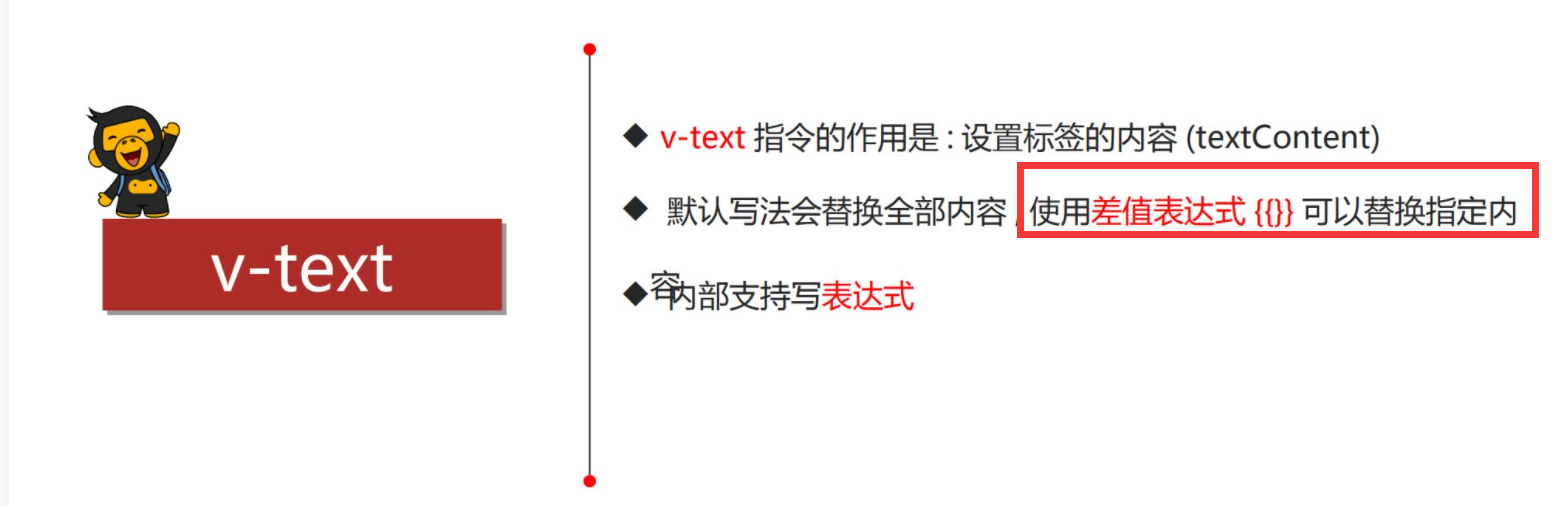 v-text
◆ v-text 指令的作用是 : 设置标签的内容 (textContent)
◆ 默认写法会替换全部内容 , 使用差值表达式 {{}} 可以替换指定内
容
◆ 内部支持写表达式